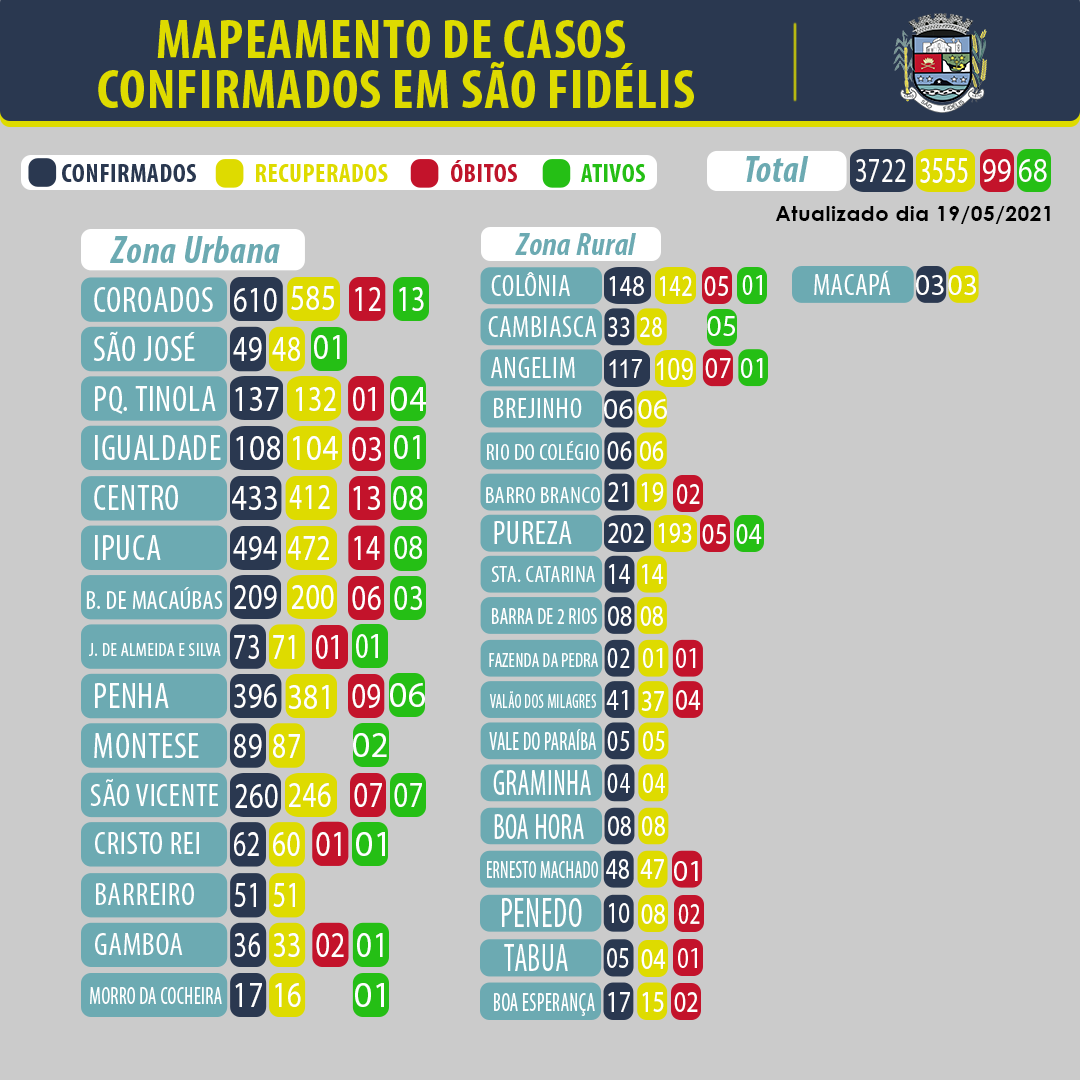 MAPEAMENTO DE CASOS
CONFIRMADOS EM SÃO FIDÉLIS
SÃO FIDÉLIS
CONFIRMADOS RECUPERADOS ÓBITOS ATIVOS
Total 3722 3555 99 68
Atualizado dia 19/05/2021
Zona Urbana
COROADOS 610 585 12 13
SÃO JOSÉ 49 48 01
PQ. TINOLA 137 132 01 04
IGUALDADE 108 104 03 01
CENTRO 433 412 13 08
IPUCA 494 472 14 08
B. DE MACAÚBAS 209 200 06 03
J. DE ALMEIDA E SILVA 73 71 01 01
PENHA 396 381 09 06
MONTESE 89 87 02
SÃO VICENTE 260 246 07 07
CRISTO REI 62 60 01 01
BARREIRO 51 51
GAMBOA 36 33 02 01
MORRO DA COCHEIRA 17 16 01
Zona Rural
COLÔNIA 148 142 05 01
CAMBIASCA 33 28 05
ANGELIM 117 109 07 01
BREJINHO 06 06
RIO DO COLÉGIO 06 06
BARRO BRANCO 21 19 02
PUREZA 202 193 05 04
STA. CATARINA 14 14
BARRA DE 2 RIOS 08 08
FAZENDA DA PEDRA 02 01 01
VALÃO DOS MILAGRES 41 37 04
VALE DO PARAÍBA 05 05
GRAMINHA 04 04
BOA HORA 08 08
ERNESTO MACHADO 48 47 01
PENEDO 10 08 02
TABUA 05 04 01
BOA ESPERANÇA 17 15 02
MACAPÁ 03 03